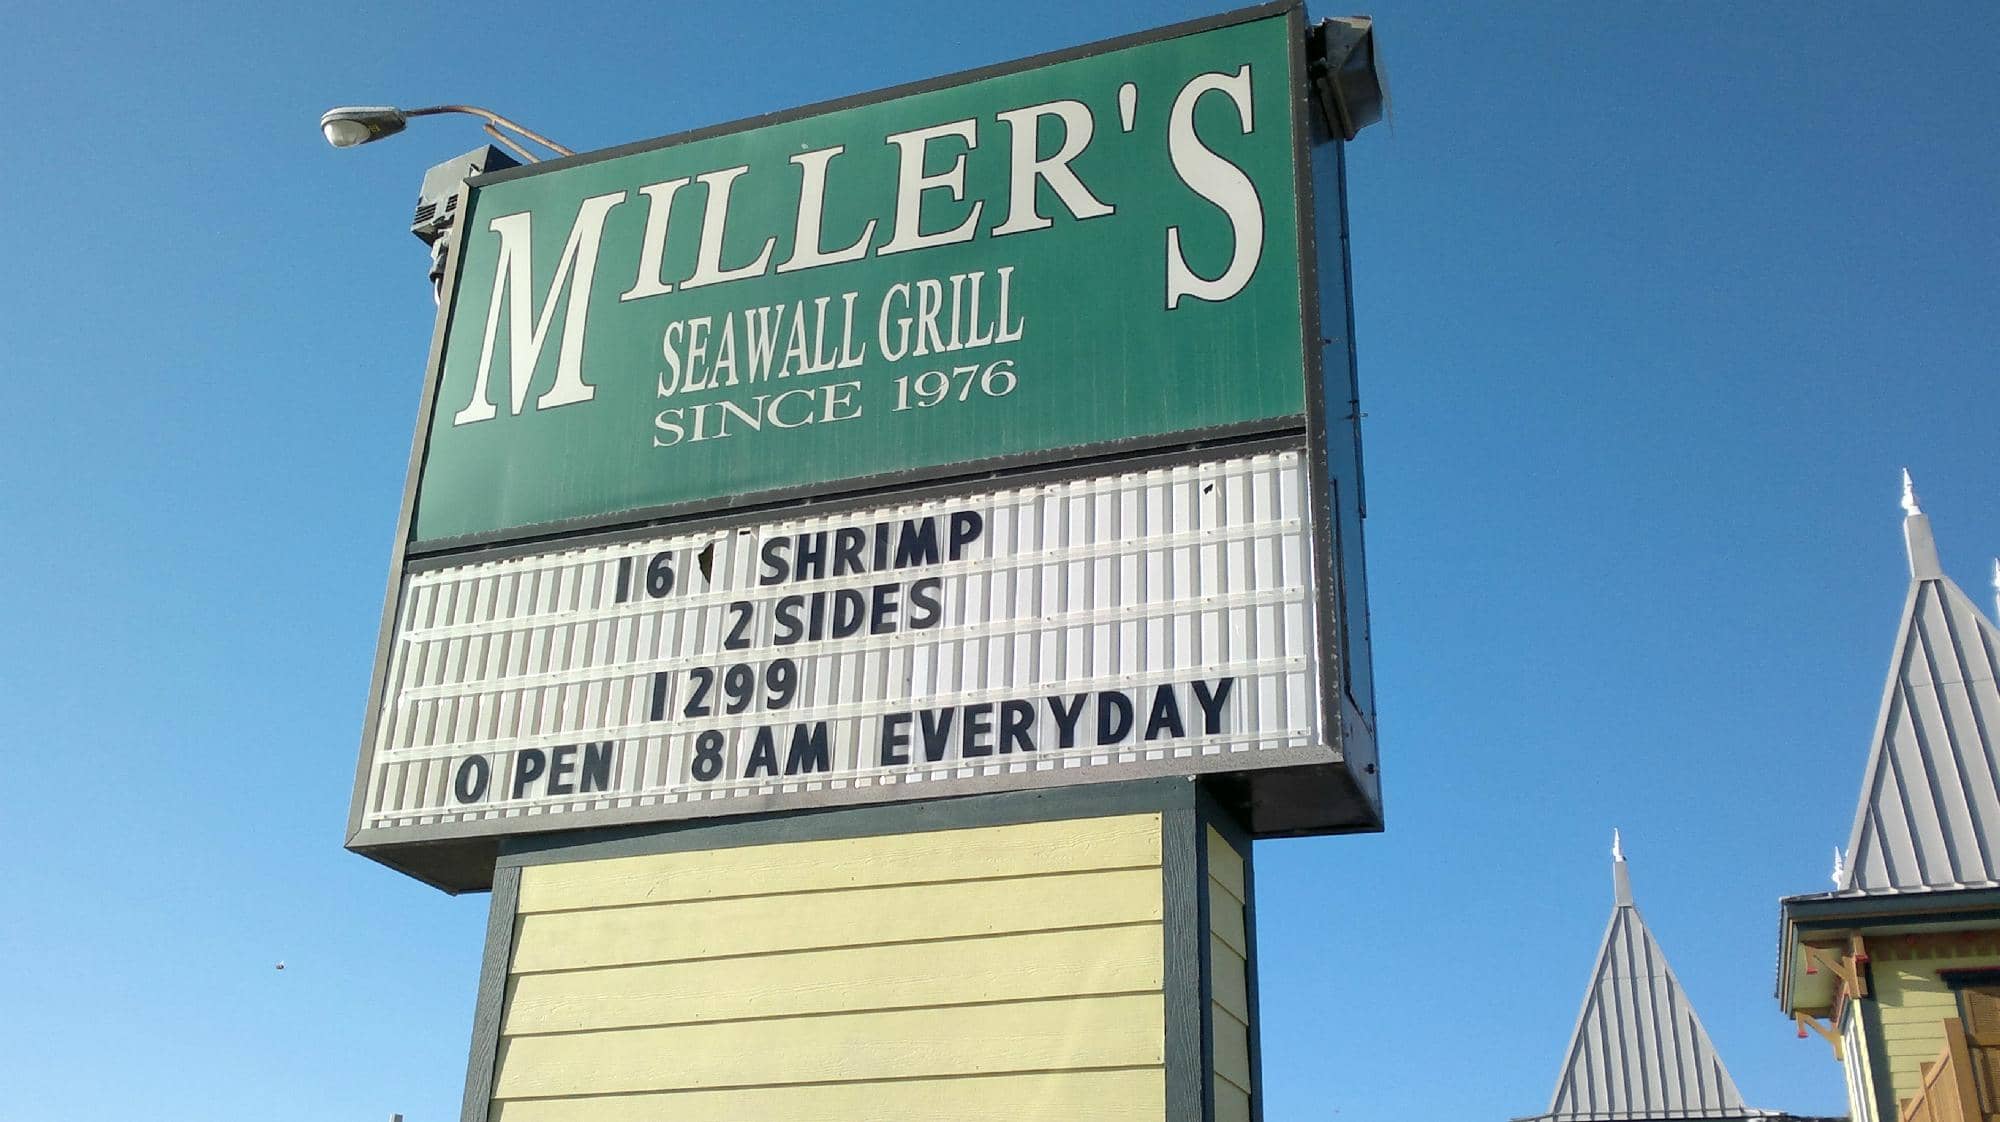 MILLER'S
SEAWALL GRILL
SINCE 1976
16 SHRIMP
2 SIDES
1299
OPEN 8AM EVERYDAY